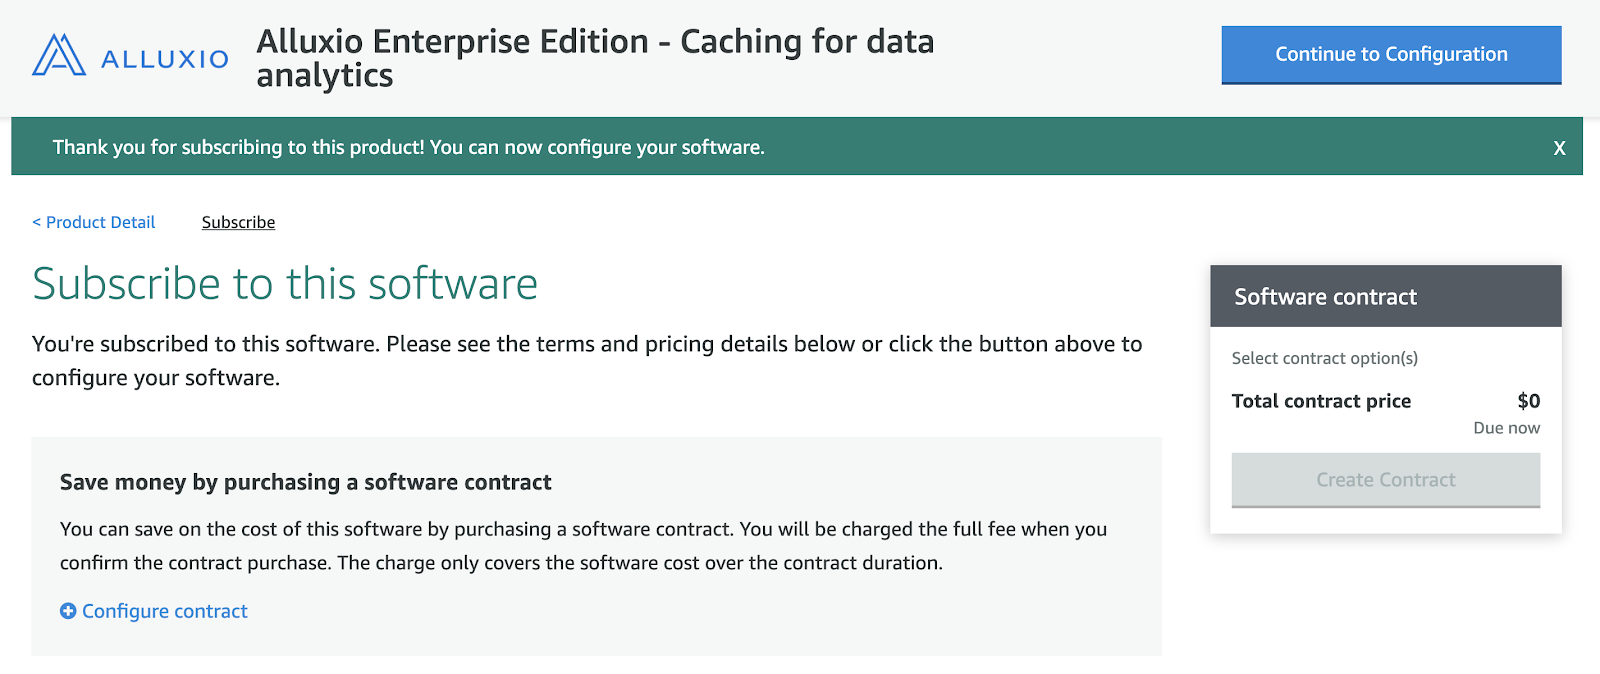 ALLUXIO
Alluxio Enterprise Edition - Caching for data
analytics
Continue to Configuration
Thank you for subscribing to this product! You can now configure your software.
X
< Product Detail
Subscribe
Subscribe to this software
You're subscribed to this software. Please see the terms and pricing details below or click the button above to
configure your software.
Save money by purchasing a software contract
You can save on the cost of this software by purchasing a software contract. You will be charged the full fee when you
confirm the contract purchase. The charge only covers the software cost over the contract duration.
Configure contract
Software contract
Select contract option(s)
Total contract price $0
Due now
Create Contract